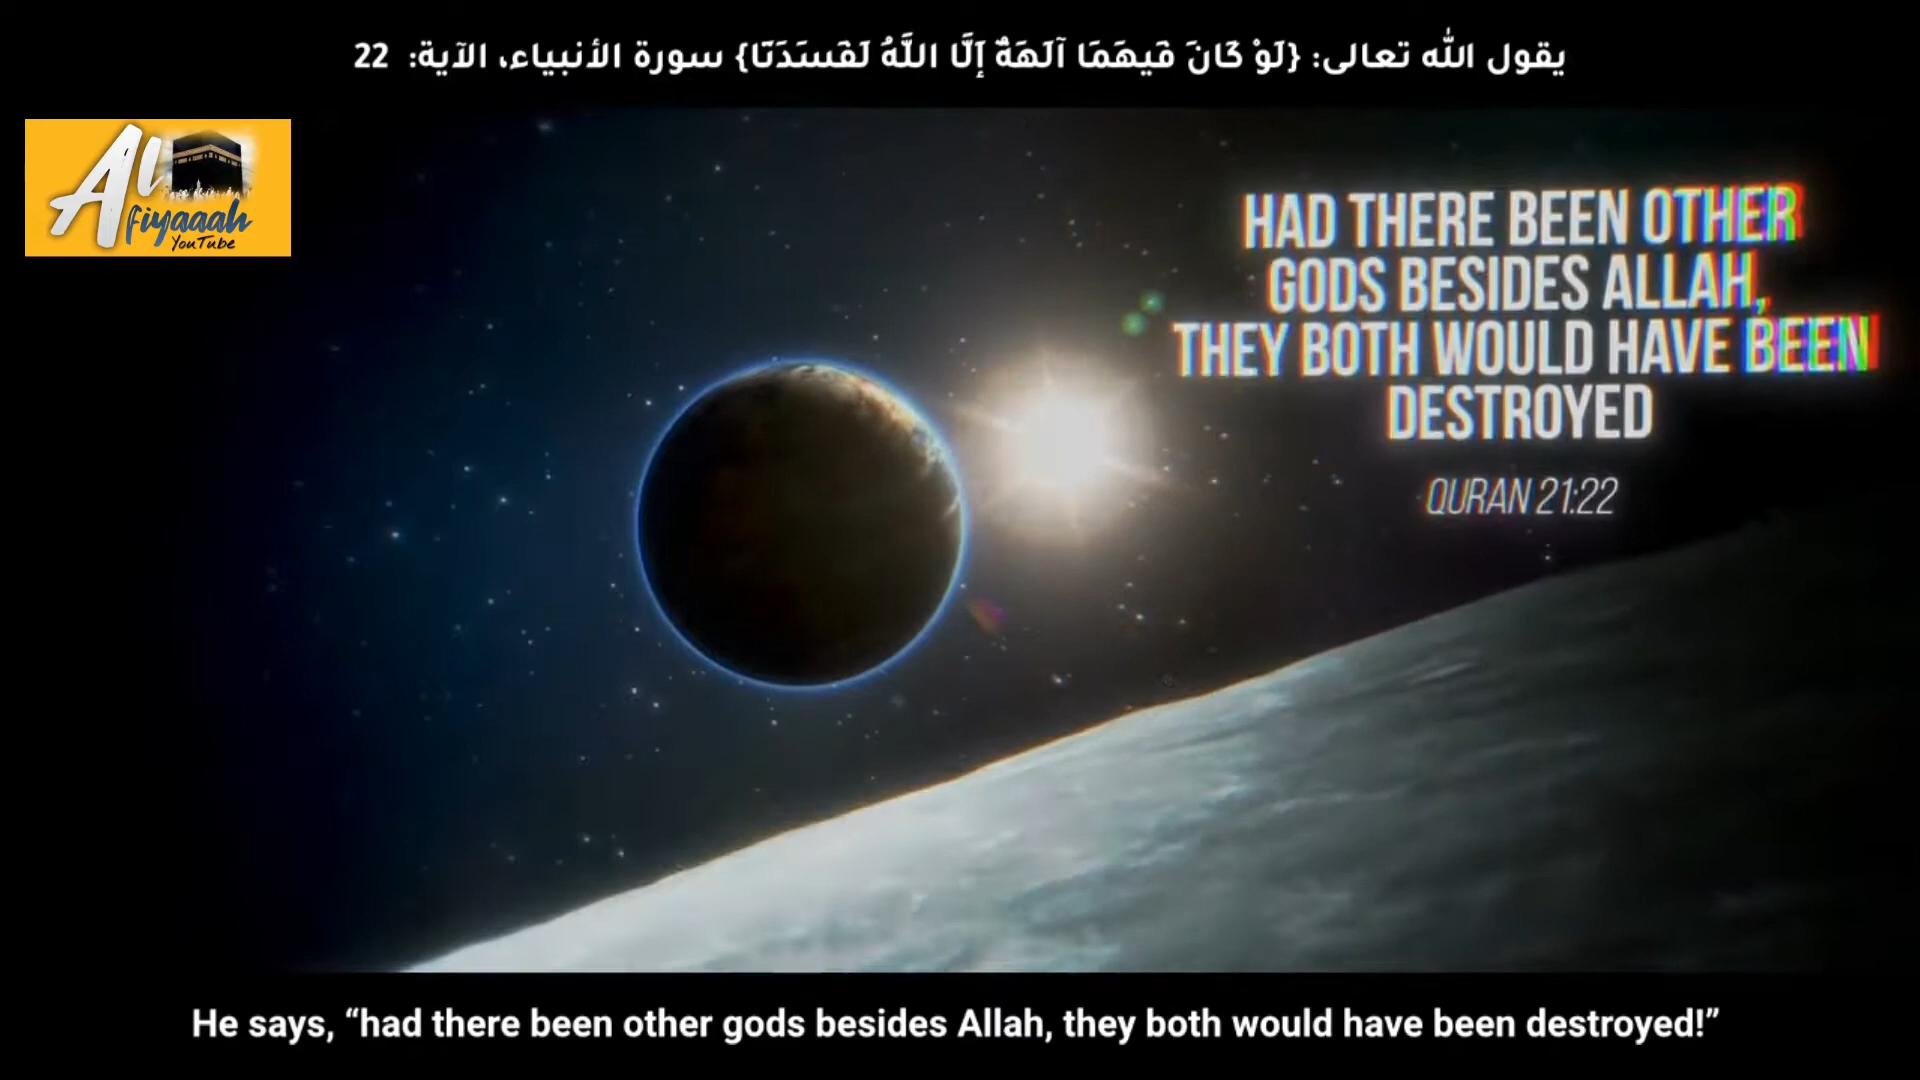 يقول الله تعالى: {لَوْ كَانَ فِيهِمَا آلِهَةٌ إِلَّا اللَّهُ لَفَسَدَتَا} سورة الأنبياء، الآية: 22
Al
fiyaaah
YouTube
HAD THERE BEEN OTHER
GODS BESIDES ALLAH,
THEY BOTH WOULD HAVE BEEN
DESTROYED
QURAN 21:22
He says, “had there been other gods besides Allah, they both would have been destroyed!”